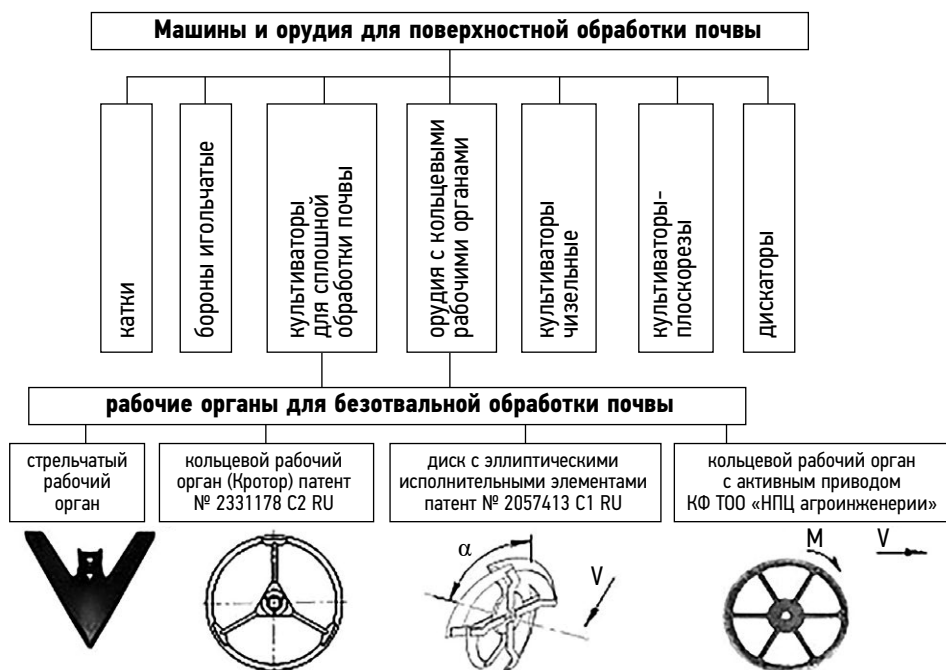 Машины и орудия для поверхностной обработки почвы
катки
бороны игольчатые
культиваторы
для сплошной
обработки почвы
орудия с кольцевыми
рабочими органами
культиваторы
чизельные
культиваторы-
плоскорезы
дискаторы
рабочие органы для безотвальной обработки почвы
стрельчатый
рабочий
орган
кольцевой рабочий
орган (Кротор) патент
№ 2331178 C2 RU
диск с эллиптическими
исполнительными элементами
патент № 2057413 C1 RU
кольцевой рабочий орган
с активным приводом
КФ ТОО «НПЦ агроинженерии»
α
V
M
V